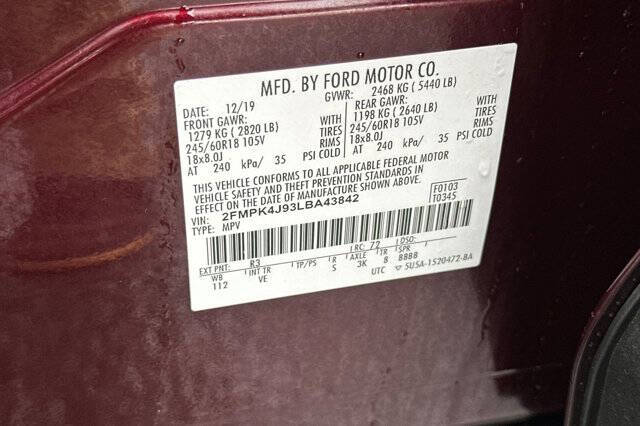 MFD. BY FORD MOTOR CO.
DATE: 12/19 GVWR: 2468 KG ( 5440 LB)
FRONT GAWR: REAR GAWR:
1279 KG ( 2820 LB) WITH 1198 KG ( 2640 LB) WITH
245/60R18 105V TIRES 245/60R18 105V TIRES
18x8.0J RIMS 18x8.0J RIMS
AT 240 kPa/ 35 PSI COLD AT 240 kPa/ 35 PSI COLD
THIS VEHICLE CONFORMS TO ALL APPLICABLE FEDERAL MOTOR
VEHICLE SAFETY AND THEFT PREVENTION STANDARDS IN
EFFECT ON THE DATE OF MANUFACTURE SHOWN ABOVE.
VIN: 2FMPK4J93LBA43842 F0103
TYPE: MPV T0345
EXT PNT: R3 RC: 72 DSO:
WB INT TR TP/PS R AXLE TR SPR
112 VE S 3K 8 8888
UTC 5U5A-1520472-BA